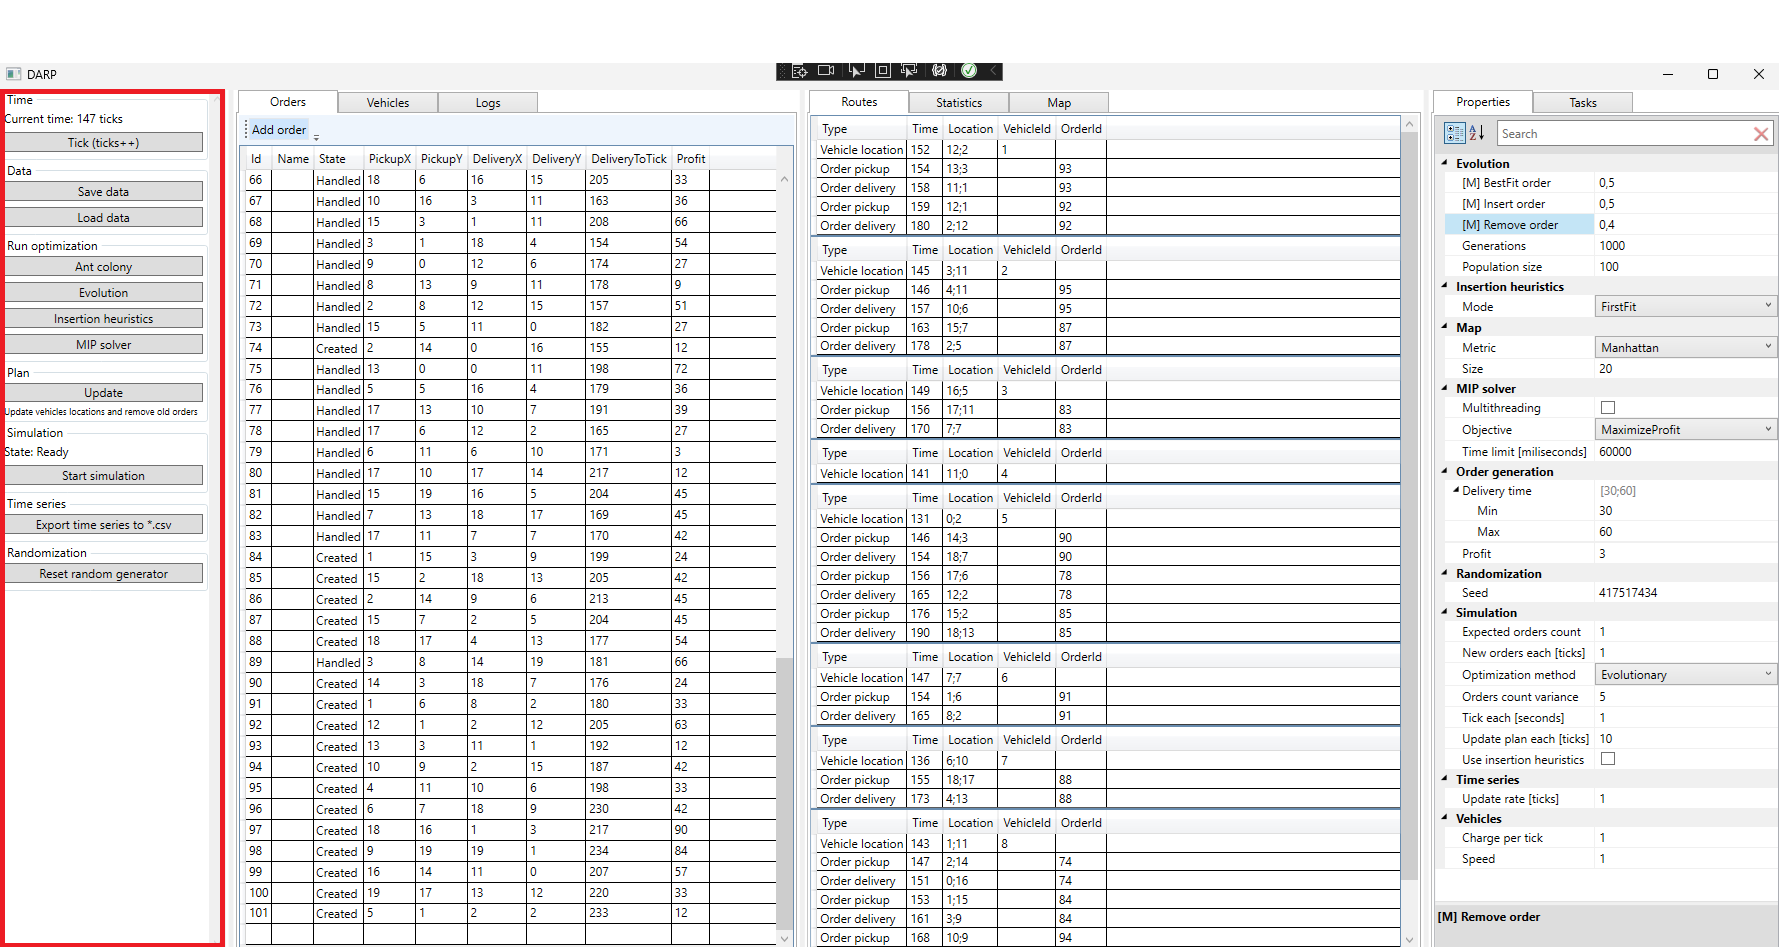 DARP
Time
Current time: 147 ticks
Tick (ticks++)
Data
Save data
Load data
Run optimization
Ant colony
Evolution
Insertion heuristics
MIP solver
Plan
Update
Update vehicles locations and remove old orders
Simulation
State: Ready
Start simulation
Time series
Export time series to *.csv
Randomization
Reset random generator
Orders Vehicles Logs
Add order
Id Name State PickupX PickupY DeliveryX DeliveryY DeliveryToTick Profit
66 Handled 18 6 16 15 205 33
67 Handled 10 16 3 11 163 36
68 Handled 15 3 1 11 208 66
69 Handled 3 1 18 4 154 54
70 Handled 9 0 12 6 174 27
71 Handled 8 13 9 11 178 9
72 Handled 2 8 12 15 157 51
73 Handled 15 5 11 0 182 27
74 Created 2 14 0 16 155 12
75 Handled 13 0 0 11 198 72
76 Handled 5 5 16 4 179 36
77 Handled 17 13 10 7 191 39
78 Handled 17 6 12 2 165 27
79 Handled 6 11 6 10 171 3
80 Handled 17 10 17 14 217 12
81 Handled 15 19 16 5 204 45
82 Handled 7 13 18 17 169 45
83 Handled 17 11 7 7 170 42
84 Created 1 15 3 9 199 24
85 Created 15 2 18 13 205 42
86 Created 2 14 9 6 213 45
87 Created 15 7 2 5 204 45
88 Created 18 17 4 13 177 54
89 Handled 3 8 14 19 181 66
90 Created 14 3 18 7 176 24
91 Created 1 6 8 2 180 33
92 Created 12 1 2 12 205 63
93 Created 13 3 11 1 192 12
94 Created 10 9 2 15 187 42
95 Created 4 11 10 6 198 33
96 Created 6 7 18 9 230 42
97 Created 18 16 1 3 217 90
98 Created 9 19 19 1 234 84
99 Created 16 14 11 0 207 57
100 Created 19 17 13 12 220 33
101 Created 5 1 2 2 233 12
Routes Statistics Map
Type Time Location VehicleId OrderId
Vehicle location 152 12;2 1
Order pickup 154 13;3 93
Order delivery 158 11;1 93
Order pickup 159 12;1 92
Order delivery 180 2;12 92
Type Time Location VehicleId OrderId
Vehicle location 145 3;11 2
Order pickup 146 4;11 95
Order delivery 157 10;6 95
Order pickup 163 15;7 87
Order delivery 178 2;5 87
Type Time Location VehicleId OrderId
Vehicle location 149 16;5 3
Order pickup 156 17;11 83
Order delivery 170 7;7 83
Type Time Location VehicleId OrderId
Vehicle location 141 11;0 4
Type Time Location VehicleId OrderId
Vehicle location 131 0;2 5
Order pickup 146 14;3 90
Order delivery 154 18;7 90
Order pickup 156 17;6 78
Order delivery 165 12;2 78
Order pickup 176 15;2 85
Order delivery 190 18;13 85
Type Time Location VehicleId OrderId
Vehicle location 147 7;7 6
Order pickup 154 1;6 91
Order delivery 165 8;2 91
Type Time Location VehicleId OrderId
Vehicle location 136 6;10 7
Order pickup 155 18;17 88
Order delivery 173 4;13 88
Type Time Location VehicleId OrderId
Vehicle location 143 1;11 8
Order pickup 147 2;14 74
Order delivery 151 0;16 74
Order pickup 153 1;15 84
Order delivery 161 3;9 84
Order pickup 168 10;9 94
Properties Tasks
Search
Evolution
[M] BestFit order 0,5
[M] Insert order 0,5
[M] Remove order 0,4
Generations 1000
Population size 100
Insertion heuristics
Mode FirstFit
Map
Metric Manhattan
Size 20
MIP solver
Multithreading
Objective MaximizeProfit
Time limit [miliseconds] 60000
Order generation
Delivery time [30;60]
Min 30
Max 60
Profit 3
Randomization
Seed 417517434
Simulation
Expected orders count 1
New orders each [ticks] 1
Optimization method Evolutionary
Orders count variance 5
Tick each [seconds] 1
Update plan each [ticks] 10
Use insertion heuristics
Time series
Update rate [ticks] 1
Vehicles
Charge per tick 1
Speed 1
[M] Remove order